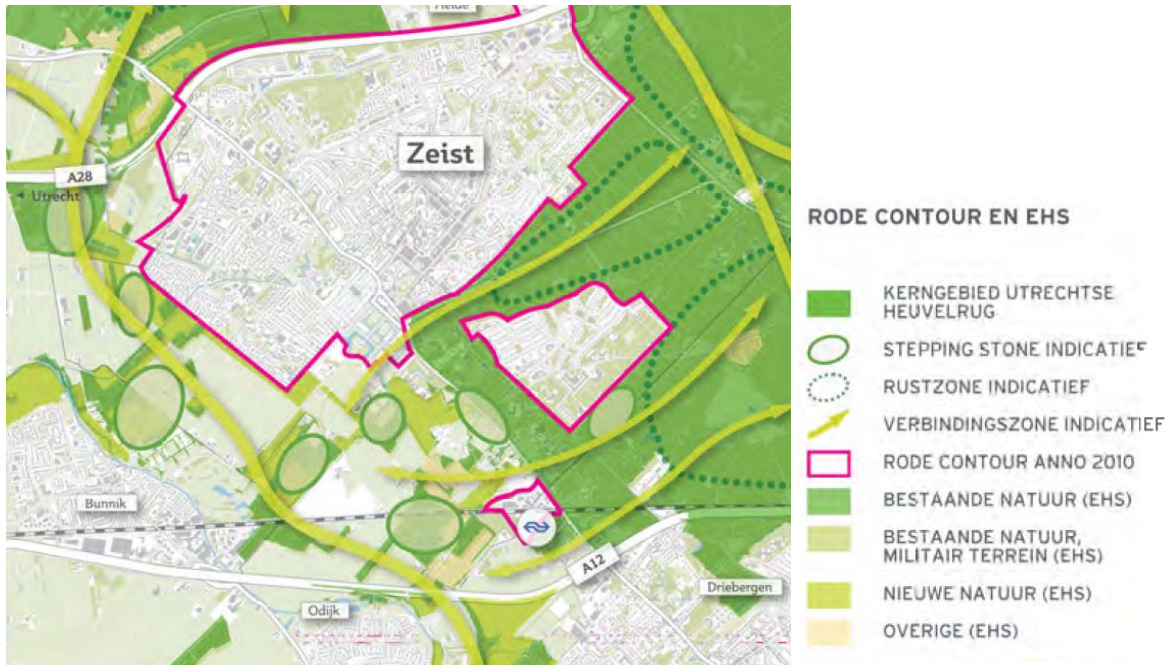 Zeist
A28
Utrecht
Bunnik
A12
Driebergen
Odijk
RODE CONTOUR EN EHS
KERNGEBIED UTRECHTSE
HEUVELRUG
STEPPING STONE INDICATIEF
RUSTZONE INDICATIEF
VERBINDINGSZONE INDICATIEF
RODE CONTOUR ANNO 2010
BESTAANDE NATUUR (EHS)
BESTAANDE NATUUR,
MILITAIR TERREIN (EHS)
NIEUWE NATUUR (EHS)
OVERIGE (EHS)